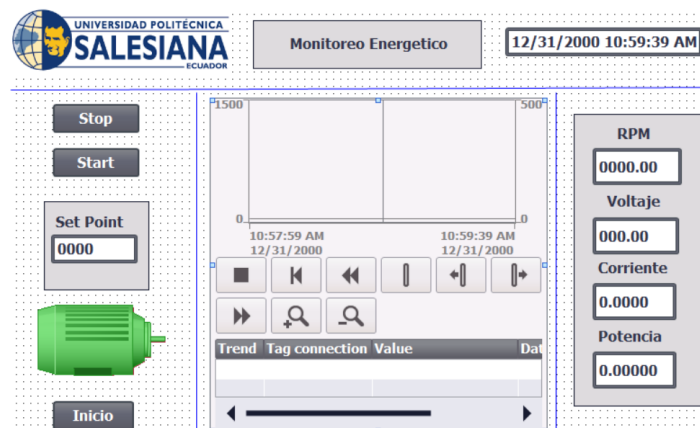 UNIVERSIDAD POLITÉCNICA
SALESIANA
ECUADOR
Monitoreo Energetico
12/31/2000 10:59:39 AM
Stop
Start
Set Point
0000
Inicio
1500
500
0
0
10:57:59 AM
12/31/2000
10:59:39 AM
12/31/2000
Trend Tag connection Value
RPM
0000.00
Voltaje
000.00
Corriente
0.0000
Potencia
0.00000